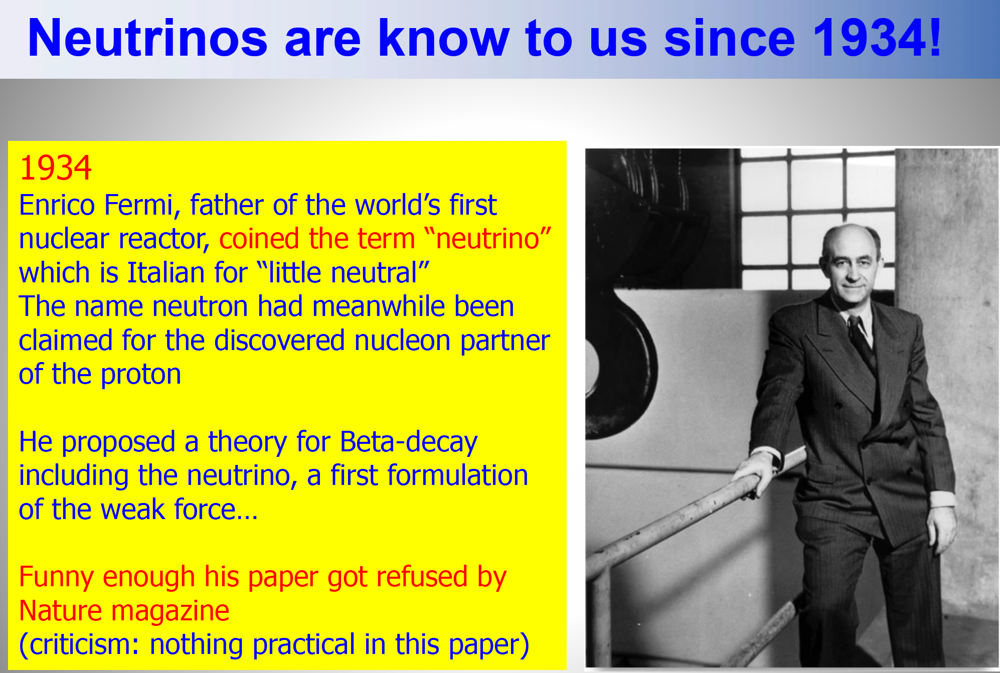 Neutrinos are know to us since 1934!
1934
Enrico Fermi, father of the world’s first
nuclear reactor, coined the term “neutrino”
which is Italian for “little neutral”
The name neutron had meanwhile been
claimed for the discovered nucleon partner
of the proton
He proposed a theory for Beta-decay
including the neutrino, a first formulation
of the weak force…
Funny enough his paper got refused by
Nature magazine
(criticism: nothing practical in this paper)